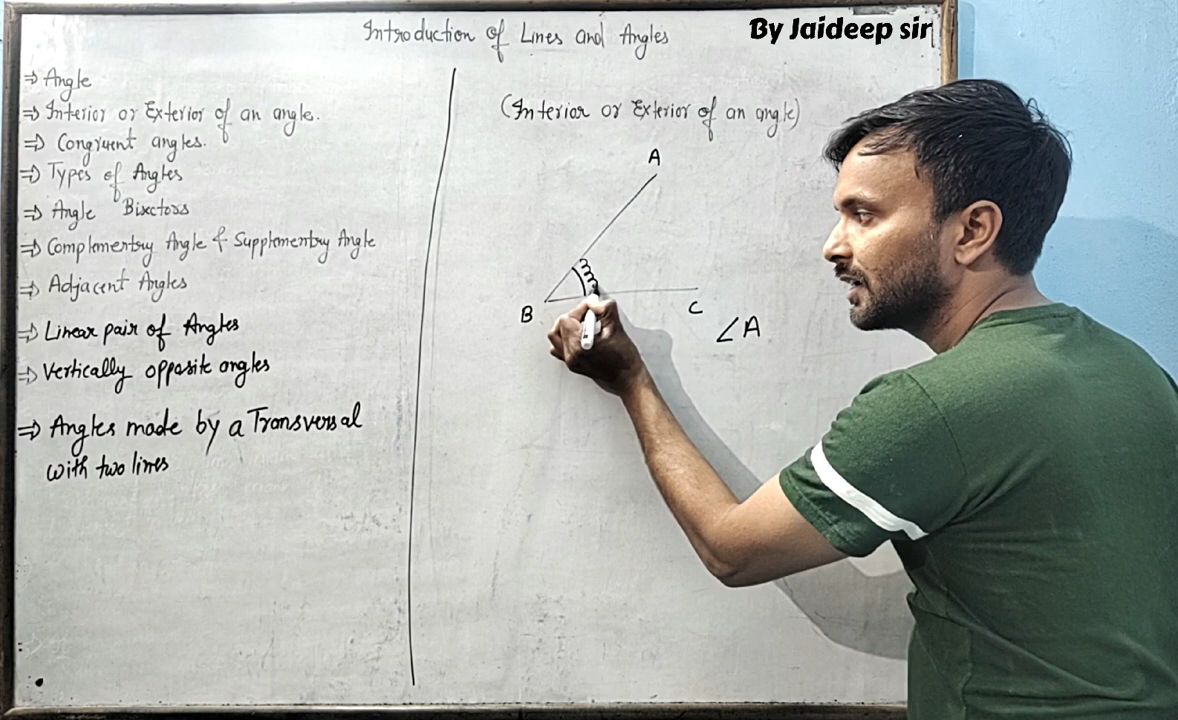 Introduction of Lines and Angles
By Jaideep sir
⇒ Angle
⇒ Interior or Exterior of an angle.
⇒ Congruent angles.
⇒ Types of Angles
⇒ Angle Bisectors
⇒ Complementry Angle & Supplementry Angle
⇒ Adjacent Angles
⇒ Linear pair of Angles
⇒ Vertically opposite angles
⇒ Angles made by a Transversal
with two lines
(Interior or Exterior of an angle)
A
B
C
∠A